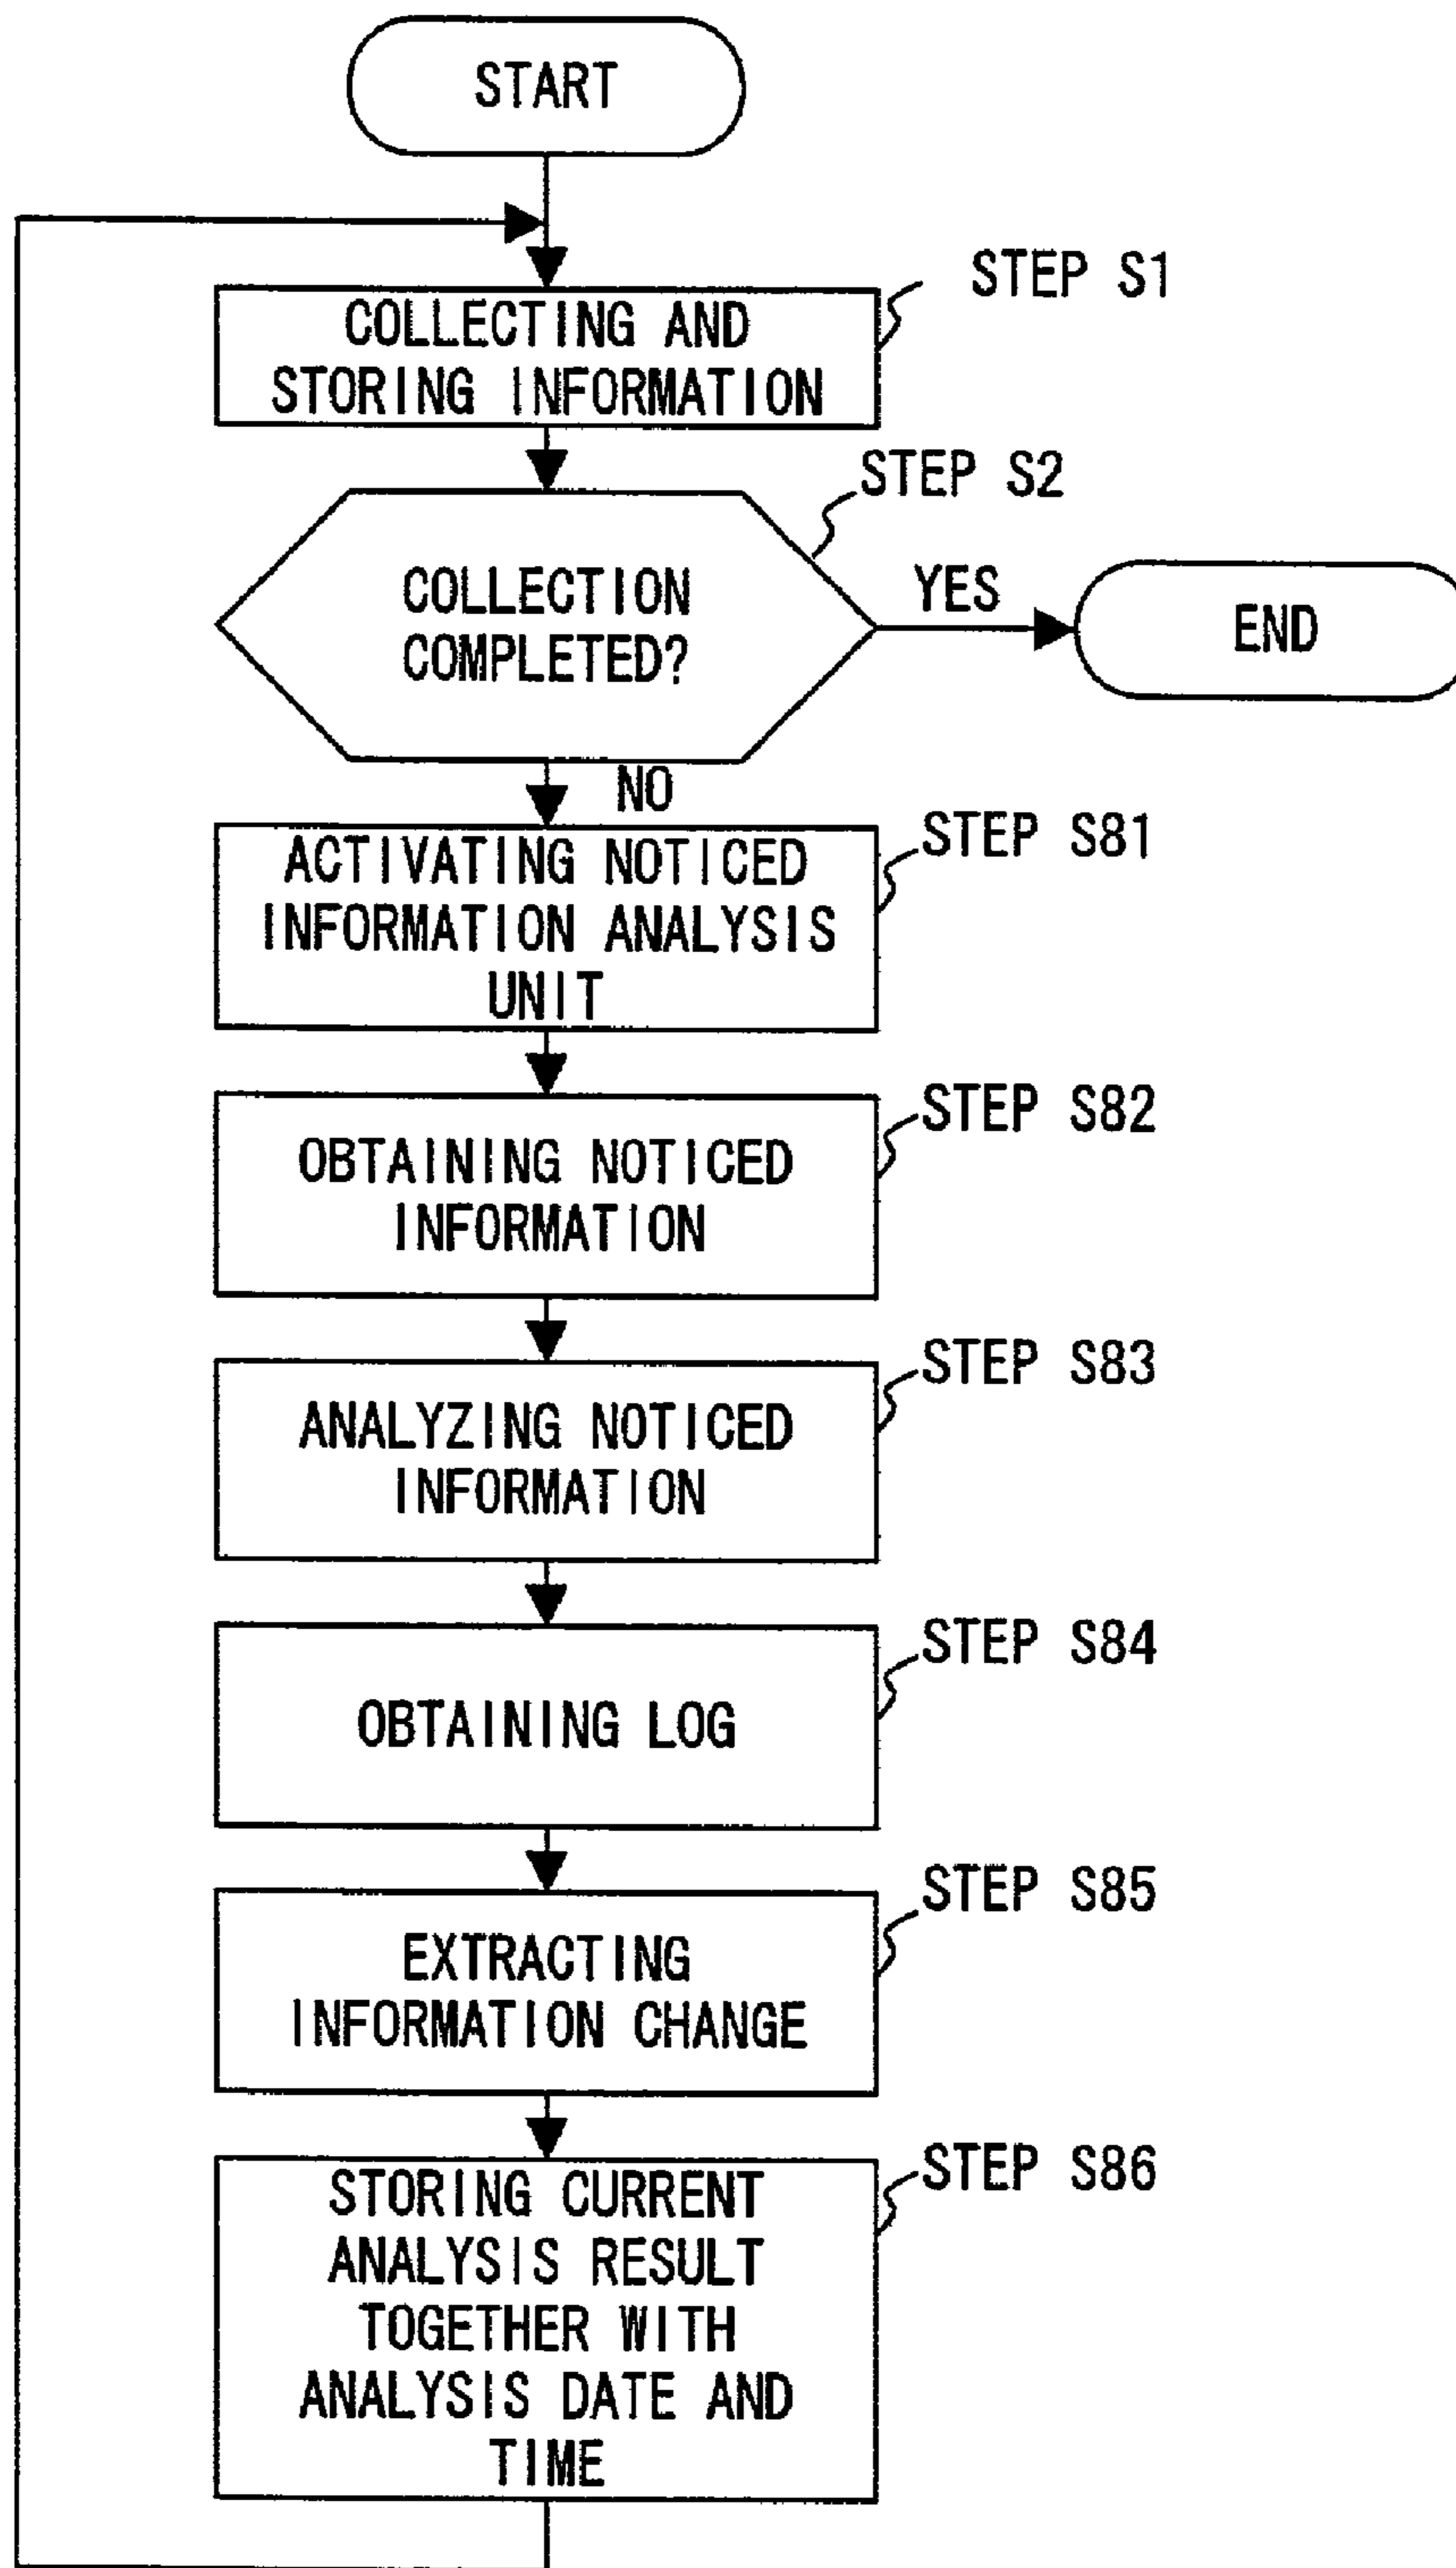 START
STEP S1
COLLECTING AND
STORING INFORMATION
STEP S2
COLLECTION
COMPLETED?
YES
END
NO
STEP S81
ACTIVATING NOTICED
INFORMATION ANALYSIS
UNIT
STEP S82
OBTAINING NOTICED
INFORMATION
STEP S83
ANALYZING NOTICED
INFORMATION
STEP S84
OBTAINING LOG
STEP S85
EXTRACTING
INFORMATION CHANGE
STEP S86
STORING CURRENT
ANALYSIS RESULT
TOGETHER WITH
ANALYSIS DATE AND
TIME